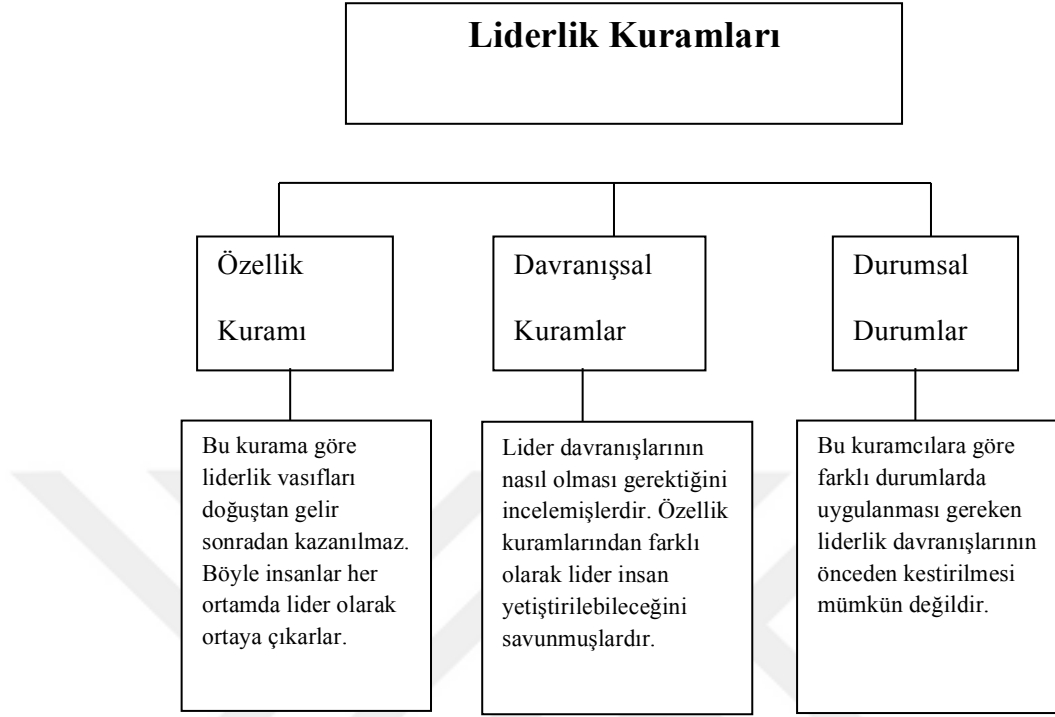 Liderlik Kuramları
Özellik
Kuramı
Davranışsal
Kuramlar
Durumsal
Durumlar
Bu kurama göre
liderlik vasıfları
doğuştan gelir
sonradan kazanılmaz.
Böyle insanlar her
ortamda lider olarak
ortaya çıkarlar.
Lider davranışlarının
nasıl olması gerektiğini
incelemişlerdir. Özellik
kuramlarından farklı
olarak lider insan
yetiştirilebileceğini
savunmuşlardır.
Bu kuramcılara göre
farklı durumlarda
uygulanması gereken
liderlik davranışlarının
önceden kestirilmesi
mümkün değildir.